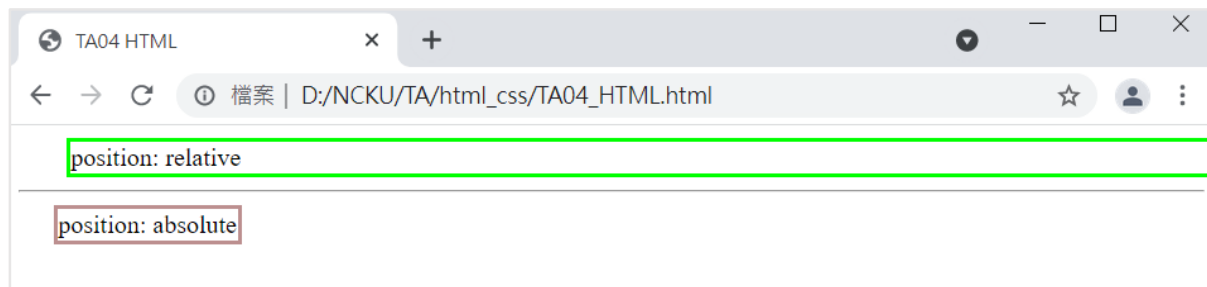 TA04 HTML
檔案 | D:/NCKU/TA/html_css/TA04_HTML.html
position: relative
position: absolute